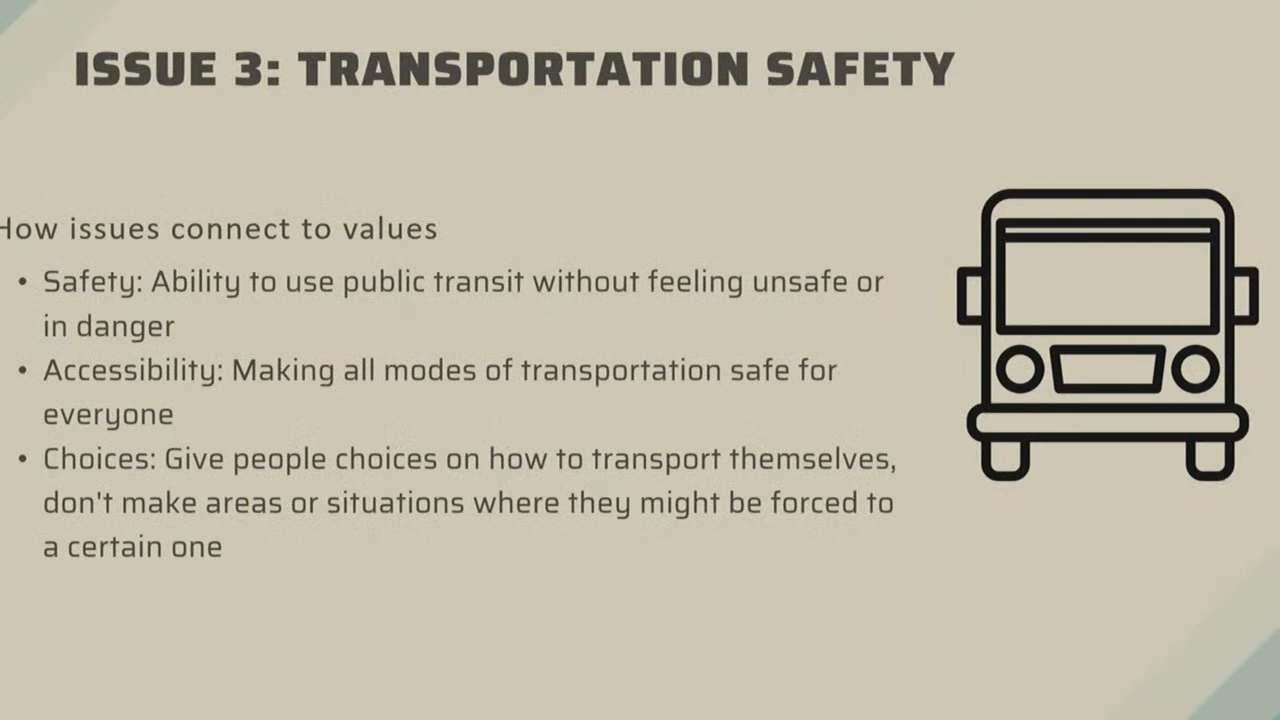 ISSUE 3: TRANSPORTATION SAFETY
How issues connect to values
• Safety: Ability to use public transit without feeling unsafe or
in danger
• Accessibility: Making all modes of transportation safe for
everyone
• Choices: Give people choices on how to transport themselves,
don't make areas or situations where they might be forced to
a certain one